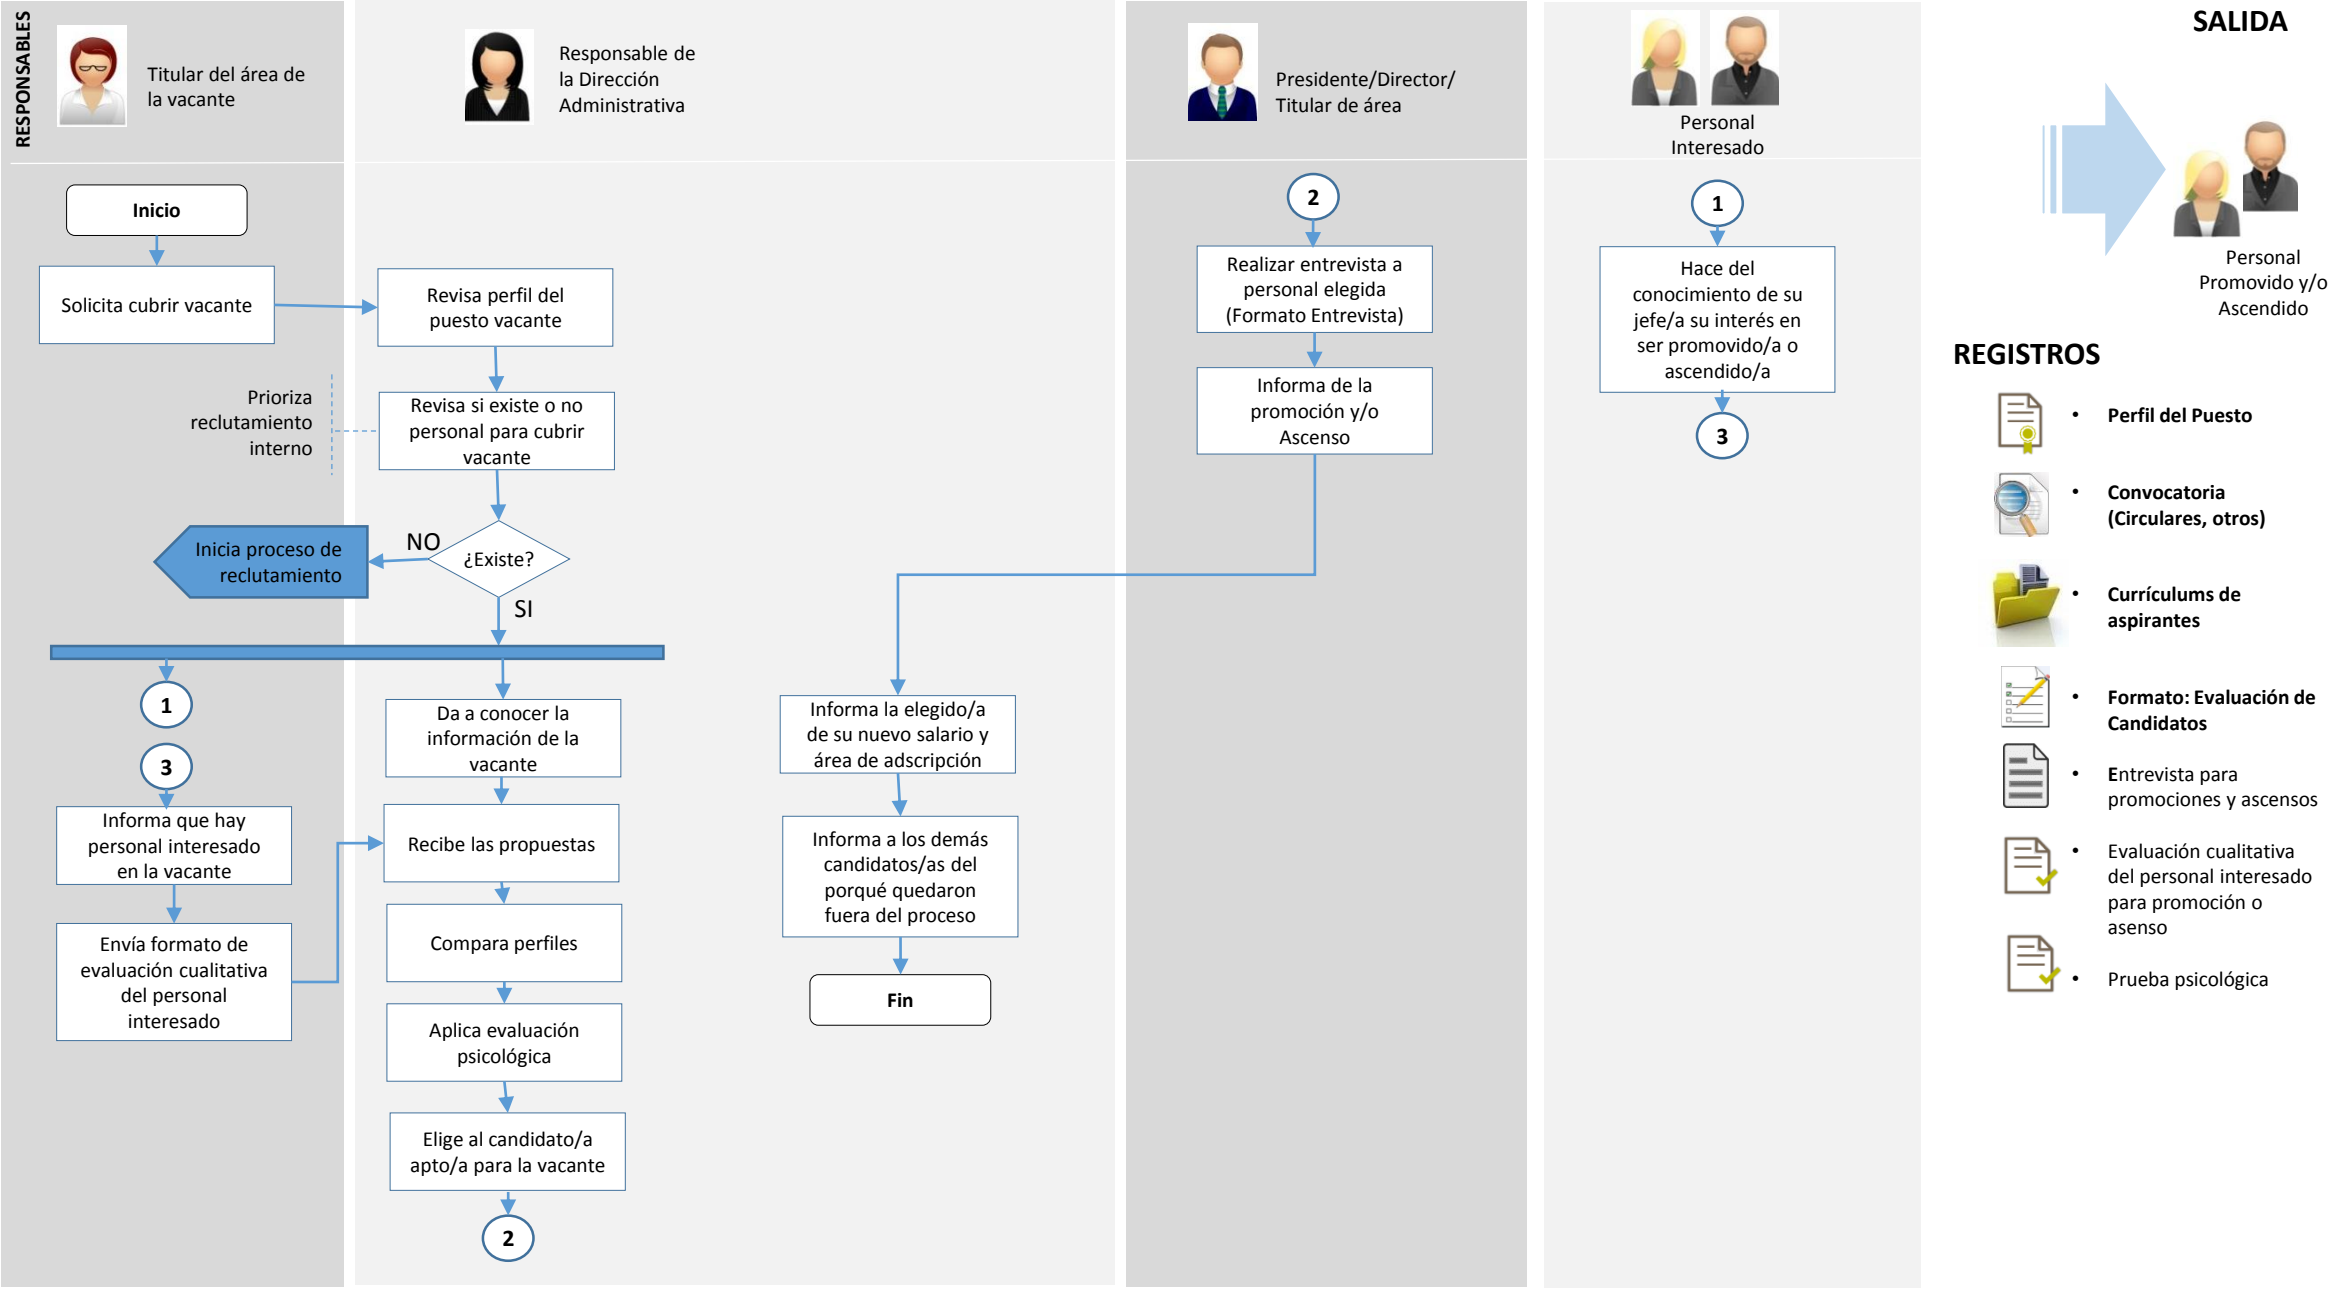 RESPONSABLES
Titular del área de
la vacante
Responsable de
la Dirección
Administrativa
Presidente/Director/
Titular de área
Personal
Interesado
SALIDA
Personal
Promovido y/o
Ascendido
Inicio
Solicita cubrir vacante
Prioriza
reclutamiento
interno
Inicia proceso de
reclutamiento
1
3
Informa que hay
personal interesado
en la vacante
Envía formato de
evaluación cualitativa
del personal
interesado
Revisa perfil del
puesto vacante
Revisa si existe o no
personal para cubrir
vacante
NO
¿Existe?
SI
Da a conocer la
información de la
vacante
Recibe las propuestas
Compara perfiles
Aplica evaluación
psicológica
Elige al candidato/a
apto/a para la vacante
2
Informa la elegido/a
de su nuevo salario y
área de adscripción
Informa a los demás
candidatos/as del
porqué quedaron
fuera del proceso
Fin
2
Realizar entrevista a
personal elegida
(Formato Entrevista)
Informa de la
promoción y/o
Ascenso
1
Hace del
conocimiento de su
jefe/a su interés en
ser promovido/a o
ascendido/a
3
REGISTROS
• Perfil del Puesto
• Convocatoria
(Circulares, otros)
• Currículums de
aspirantes
• Formato: Evaluación de
Candidatos
• Entrevista para
promociones y ascensos
• Evaluación cualitativa
del personal interesado
para promoción o
asenso
• Prueba psicológica